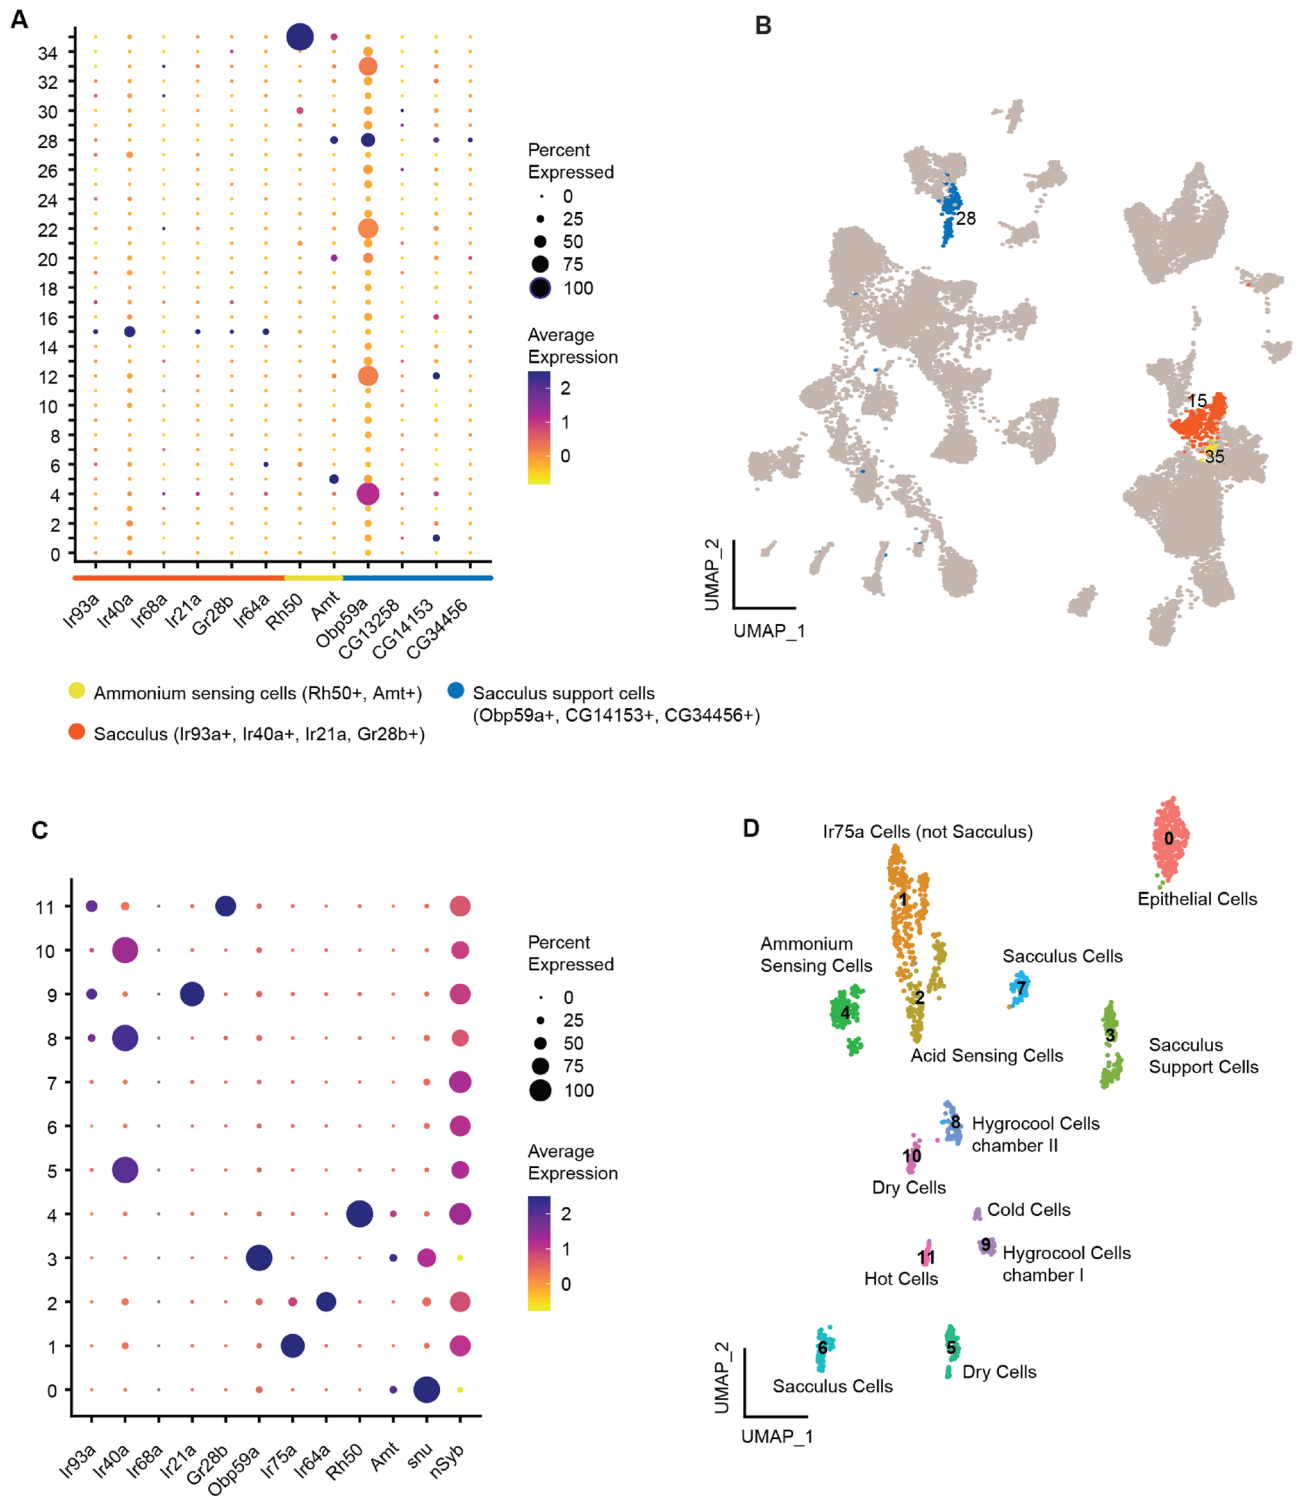 A
34
32
30
28
26
24
22
20
18
16
14
12
10
8
6
4
2
0
Ir93a
Ir40a
Ir68a
Ir21a
Gr28b
Ir64a
Rh50
Amt
Obp59a
CG13258
CG14153
CG34456
Percent
Expressed
0
25
50
75
100
Average
Expression
2
1
0
Ammonium sensing cells (Rh50+, Amt+)
Sacculus (Ir93a+, Ir40a+, Ir21a, Gr28b+)
Sacculus support cells
(Obp59a+, CG14153+, CG34456+)
B
28
15
35
UMAP_2
UMAP_1
C
11
10
9
8
7
6
5
4
3
2
1
0
Ir93a
Ir40a
Ir68a
Ir21a
Gr28b
Obp59a
Ir75a
Ir64a
Rh50
Amt
snu
nSyb
Percent
Expressed
0
25
50
75
100
Average
Expression
2
1
0
D
Ir75a Cells (not Sacculus)
0
Epithelial Cells
1
Ammonium
Sensing Cells
Sacculus Cells
7
2
4
3
Sacculus
Support Cells
Acid Sensing Cells
8
Hygrocool Cells
chamber II
10
Dry Cells
Cold Cells
9
Hygrocool Cells
chamber I
11
Hot Cells
6
Sacculus Cells
5
Dry Cells
UMAP_2
UMAP_1